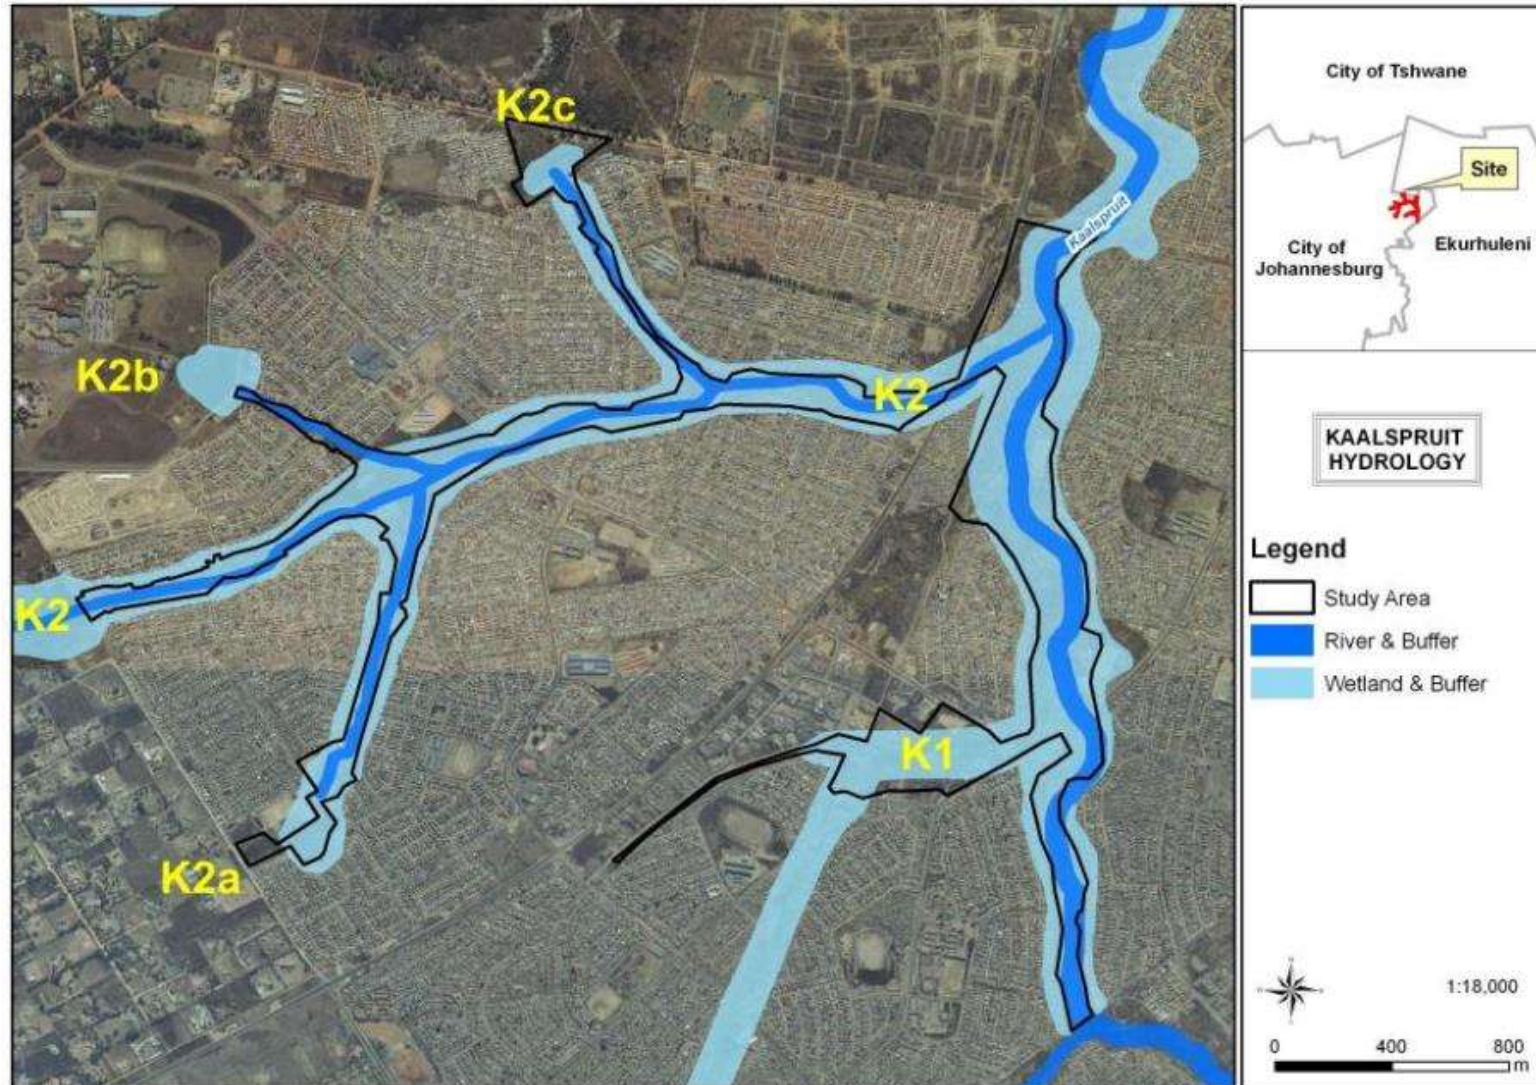 K2c
Kaalspruit
K2b
K2
K2
K1
K2a
City of Tshwane
Site
City of
Johannesburg
Ekurhuleni
KAALSPRUIT
HYDROLOGY
Legend
Study Area
River & Buffer
Wetland & Buffer
1:18,000
0 400 800
m